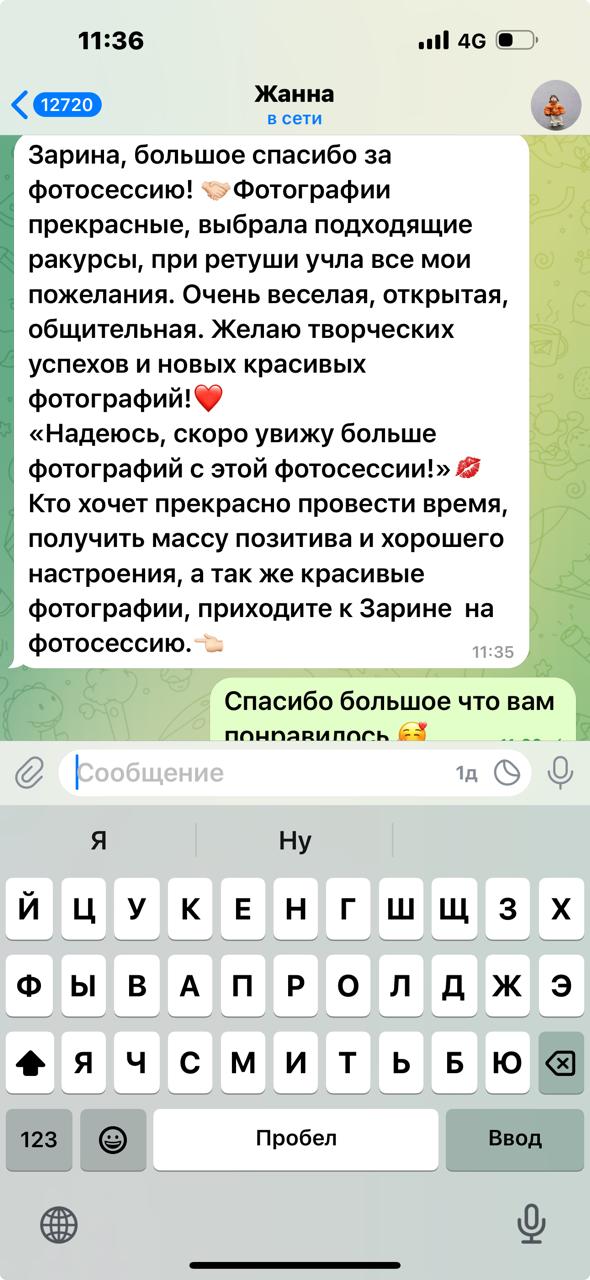 11:36
4G
12720
Жанна
в сети
Зарина, большое спасибо за
фотосессию! 🤝🏻Фотографии
прекрасные, выбрала подходящие
ракурсы, при ретуши учла все мои
пожелания. Очень веселая, открытая,
общительная. Желаю творческих
успехов и новых красивых
фотографий!❤️
«Надеюсь, скоро увижу больше
фотографий с этой фотосессии!»💋
Кто хочет прекрасно провести время,
получить массу позитива и хорошего
настроения, а так же красивые
фотографии, приходите к Зарине  на
фотосессию.👈🏻
11:35
Спасибо большое что вам
понравилось 🥰
Сообщение
1д
Я
Ну
Й Ц У К Е Н Г Ш Щ З Х
Ф Ы В А П Р О Л Д Ж Э
Я Ч С М И Т Ь Б Ю
123
Пробел
Ввод